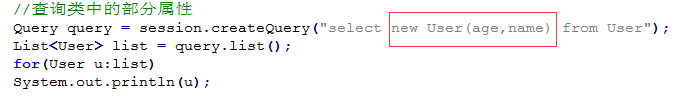 //查询类中的部分属性
Query query = session.createQuery("select new User(age,name) from User");
List<User> list = query.list();
for(User u:list)
System.out.println(u);